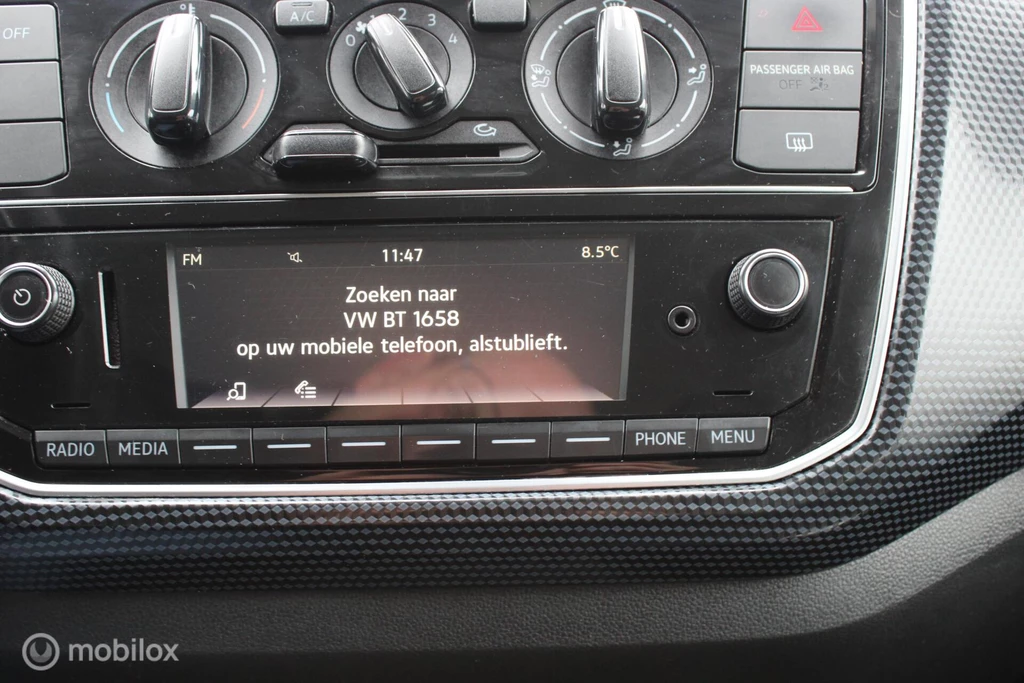 OFF
A/C
0 2 3 4
PASSENGER AIR BAG
OFF
FM 11:47 8.5°C
Zoeken naar
VW BT 1658
op uw mobiele telefoon, alstublieft.
RADIO MEDIA PHONE MENU
mobilox